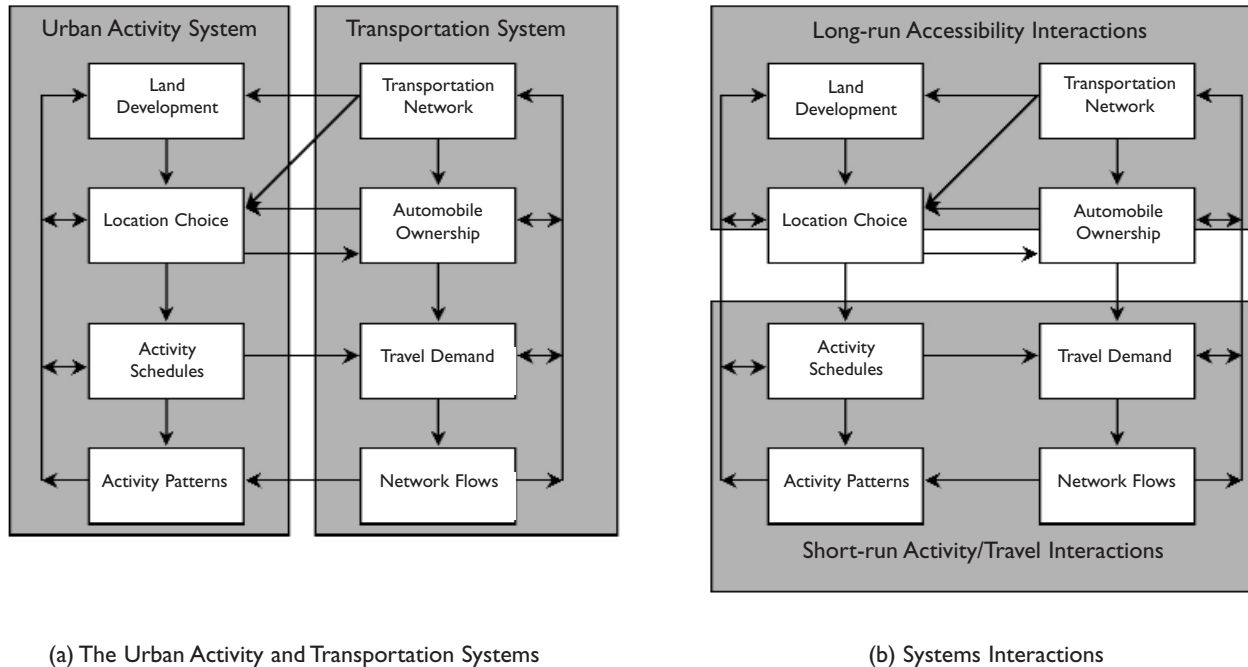 Urban Activity System
Transportation System
Land
Development
Transportation
Network
Location Choice
Automobile
Ownership
Activity
Schedules
Travel Demand
Activity Patterns
Network Flows
(a) The Urban Activity and Transportation Systems
Long-run Accessibility Interactions
Land
Development
Transportation
Network
Location Choice
Automobile
Ownership
Activity
Schedules
Travel Demand
Activity Patterns
Network Flows
Short-run Activity/Travel Interactions
(b) Systems Interactions